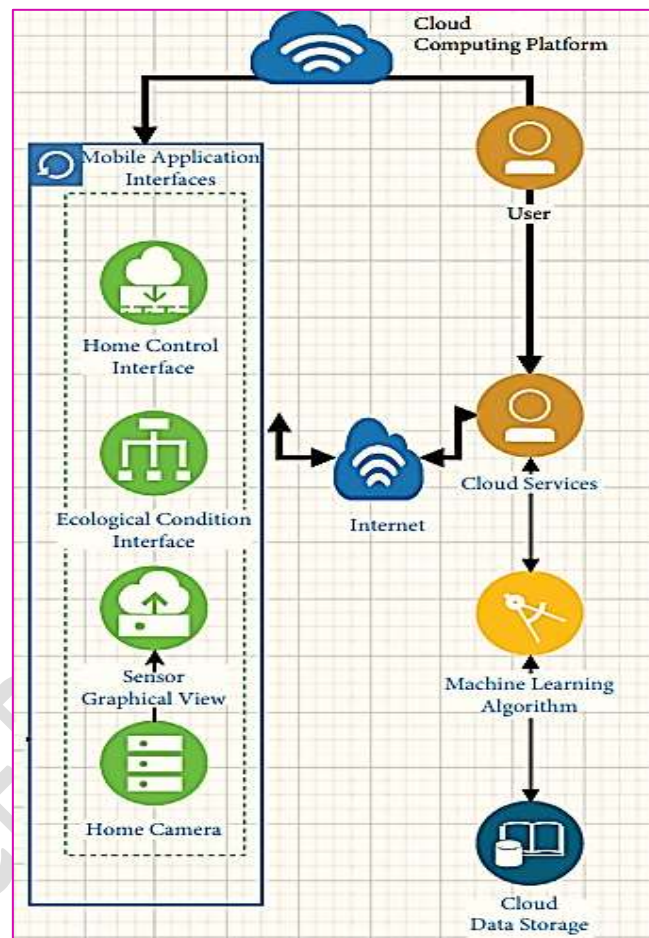 Cloud
Computing Platform
Mobile Application
Interfaces
User
Home Control
Interface
Cloud Services
Internet
Ecological Condition
Interface
Sensor
Graphical View
Machine Learning
Algorithm
Home Camera
Cloud
Data Storage